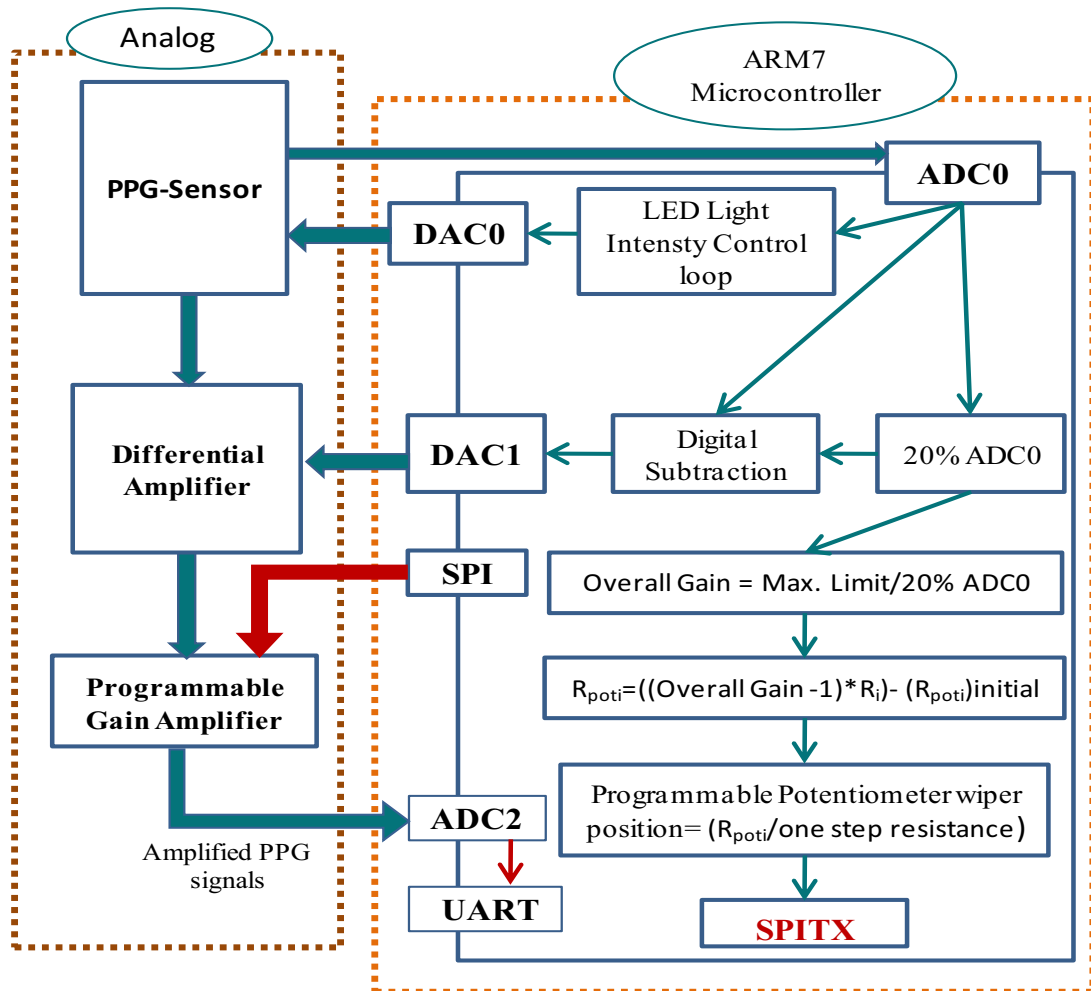 Analog
ARM7
Microcontroller
PPG-Sensor
ADC0
DAC0
LED Light
Intensty Control
loop
Differential
Amplifier
DAC1
Digital
Subtraction
20% ADC0
SPI
Overall Gain = Max. Limit/20% ADC0
Programmable
Gain Amplifier
Rpoti=((Overall Gain -1)*Ri)- (Rpoti)initial
ADC2
Programmable Potentiometer wiper
position= (Rpoti/one step resistance)
Amplified PPG
signals
UART
SPITX